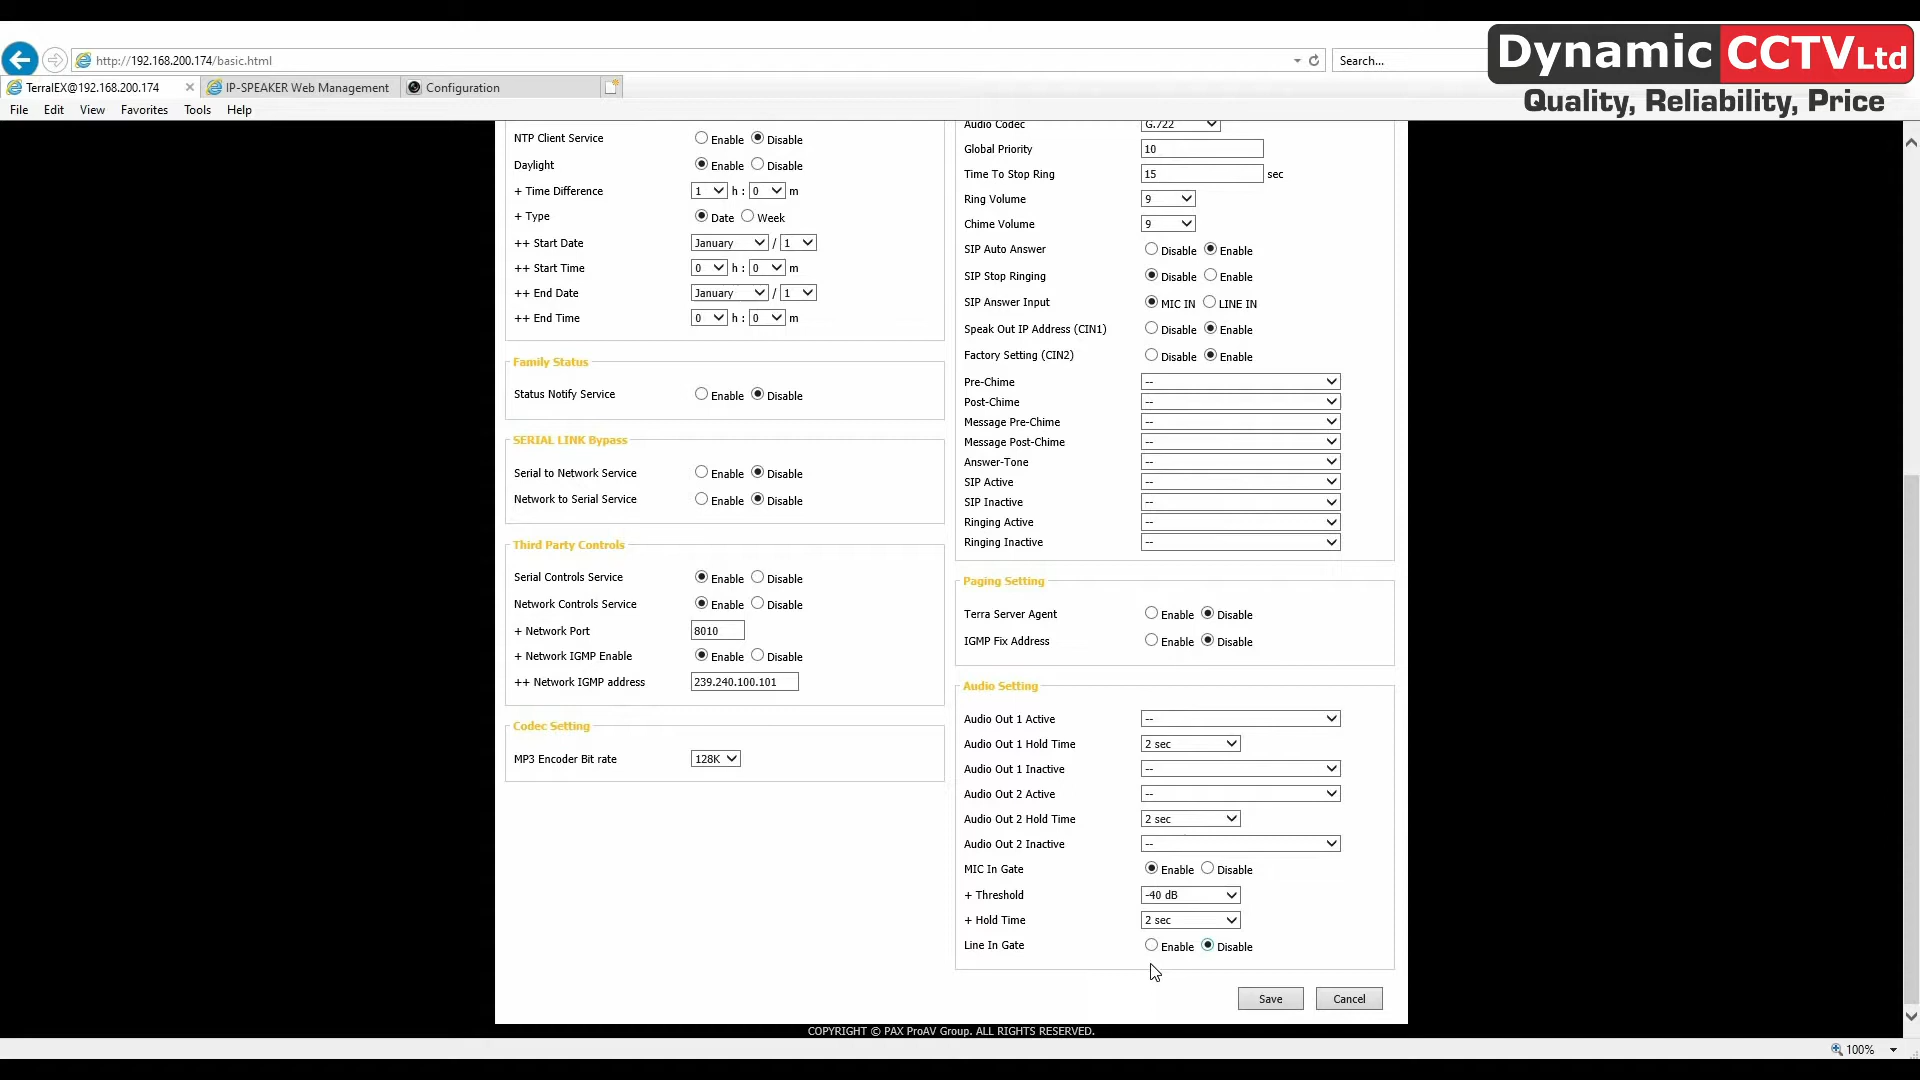 Dynamic CCTV Ltd
Quality, Reliability, Price
http://192.168.200.174/basic.html
Search...
TerraIEX@192.168.200.174
IP-SPEAKER Web Management
Configuration
File Edit View Favorites Tools Help
NTP Client Service Enable Disable
Daylight Enable Disable
+ Time Difference 1 h : 0 m
+ Type Date Week
++ Start Date January / 1
++ Start Time 0 h : 0 m
++ End Date January / 1
++ End Time 0 h : 0 m
Family Status
Status Notify Service Enable Disable
SERIAL LINK Bypass
Serial to Network Service Enable Disable
Network to Serial Service Enable Disable
Third Party Controls
Serial Controls Service Enable Disable
Network Controls Service Enable Disable
+ Network Port 8010
+ Network IGMP Enable Enable Disable
++ Network IGMP address 239.240.100.101
Codec Setting
MP3 Encoder Bit rate 128K
Audio Codec G.722
Global Priority 10
Time To Stop Ring 15 sec
Ring Volume 9
Chime Volume 9
SIP Auto Answer Disable Enable
SIP Stop Ringing Disable Enable
SIP Answer Input MIC IN LINE IN
Speak Out IP Address (CIN1) Disable Enable
Factory Setting (CIN2) Disable Enable
Pre-Chime --
Post-Chime --
Message Pre-Chime --
Message Post-Chime --
Answer-Tone --
SIP Active --
SIP Inactive --
Ringing Active --
Ringing Inactive --
Paging Setting
Terra Server Agent Enable Disable
IGMP Fix Address Enable Disable
Audio Setting
Audio Out 1 Active --
Audio Out 1 Hold Time 2 sec
Audio Out 1 Inactive --
Audio Out 2 Active --
Audio Out 2 Hold Time 2 sec
Audio Out 2 Inactive --
MIC In Gate Enable Disable
+ Threshold -40 dB
+ Hold Time 2 sec
Line In Gate Enable Disable
Save Cancel
COPYRIGHT © PAX ProAV Group. ALL RIGHTS RESERVED.
100%